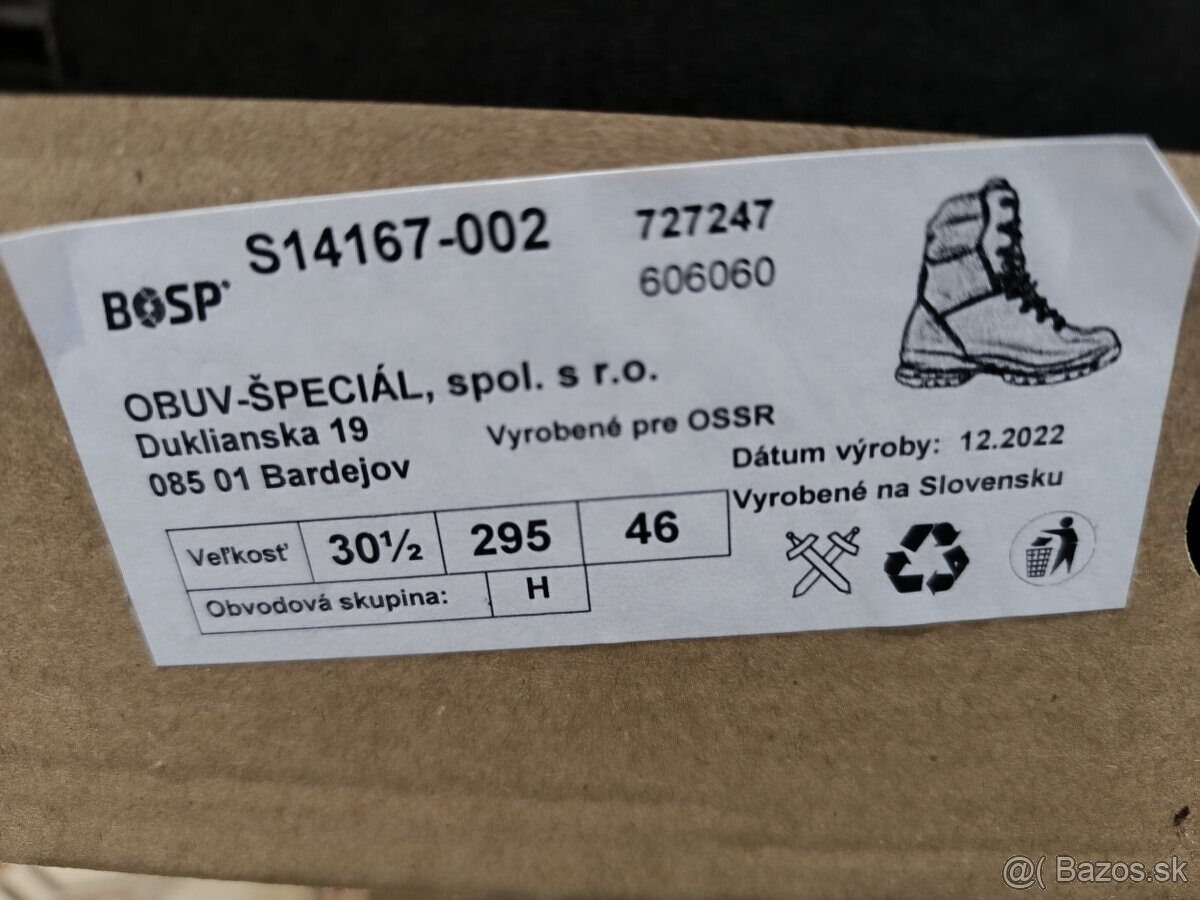 S14167-002
727247
606060
BOSP
OBUV-ŠPECIÁL, spol. s r.o.
Duklianska 19
085 01 Bardejov
Vyrobené pre OSSR
Dátum výroby: 12.2022
Vyrobené na Slovensku
Veľkosť 30½ 295 46
Obvodová skupina: H
@( Bazos.sk